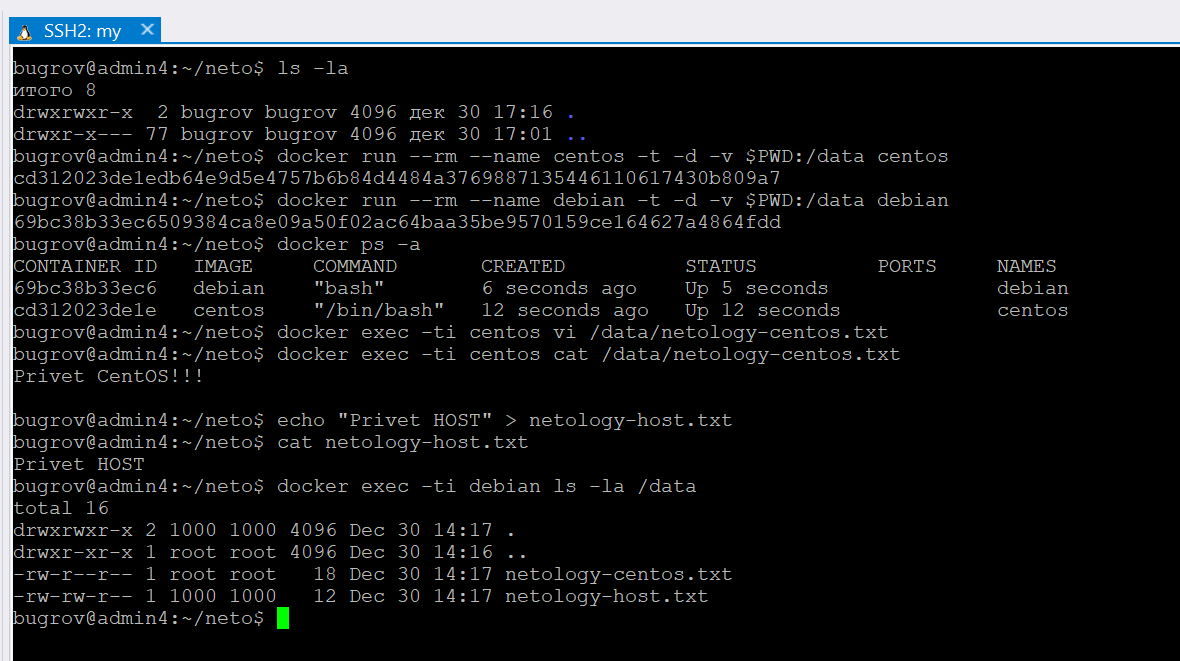 SSH2: my
bugrov@admin4:~/neto$ ls -la
итого 8
drwxrwxr-x  2 bugrov bugrov 4096 дек 30 17:16 .
drwxr-x--- 77 bugrov bugrov 4096 дек 30 17:01 ..
bugrov@admin4:~/neto$ docker run --rm --name centos -t -d -v $PWD:/data centos
cd312023de1edb64e9d5e4757b6b84d4484a3769887135446110617430b809a7
bugrov@admin4:~/neto$ docker run --rm --name debian -t -d -v $PWD:/data debian
69bc38b33ec6509384ca8e09a50f02ac64baa35be9570159ce164627a4864fdd
bugrov@admin4:~/neto$ docker ps -a
CONTAINER ID   IMAGE     COMMAND       CREATED          STATUS          PORTS     NAMES
69bc38b33ec6   debian    "bash"        6 seconds ago    Up 5 seconds              debian
cd312023de1e   centos    "/bin/bash"   12 seconds ago   Up 12 seconds             centos
bugrov@admin4:~/neto$ docker exec -ti centos vi /data/netology-centos.txt
bugrov@admin4:~/neto$ docker exec -ti centos cat /data/netology-centos.txt
Privet CentOS!!!
bugrov@admin4:~/neto$ echo "Privet HOST" > netology-host.txt
bugrov@admin4:~/neto$ cat netology-host.txt
Privet HOST
bugrov@admin4:~/neto$ docker exec -ti debian ls -la /data
total 16
drwxrwxr-x 2 1000 1000 4096 Dec 30 14:17 .
drwxr-xr-x 1 root root 4096 Dec 30 14:16 ..
-rw-r--r-- 1 root root   18 Dec 30 14:17 netology-centos.txt
-rw-rw-r-- 1 1000 1000   12 Dec 30 14:17 netology-host.txt
bugrov@admin4:~/neto$